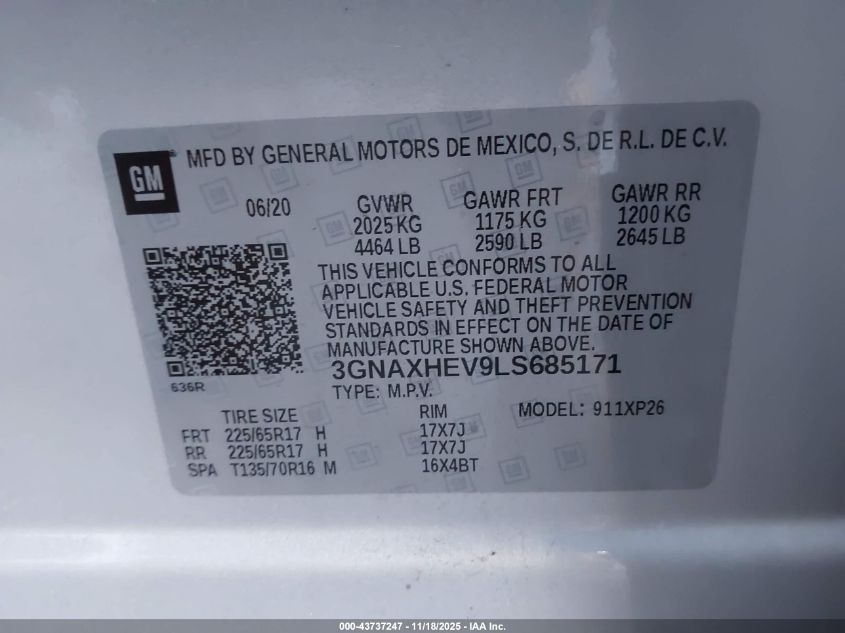 GM
MFD BY GENERAL MOTORS DE MEXICO, S. DE R.L. DE C.V.
06/20
GVWR GAWR FRT GAWR RR
2025 KG 1175 KG 1200 KG
4464 LB 2590 LB 2645 LB
THIS VEHICLE CONFORMS TO ALL
APPLICABLE U.S. FEDERAL MOTOR
VEHICLE SAFETY AND THEFT PREVENTION
STANDARDS IN EFFECT ON THE DATE OF
MANUFACTURE SHOWN ABOVE.
3GNAXHEV9LS685171
636R
TYPE: M.P.V.
TIRE SIZE RIM MODEL: 911XP26
FRT 225/65R17 H 17X7J
RR 225/65R17 H 17X7J
SPA T135/70R16 M 16X4BT
000-43737247 - 11/18/2025 - IAA Inc.